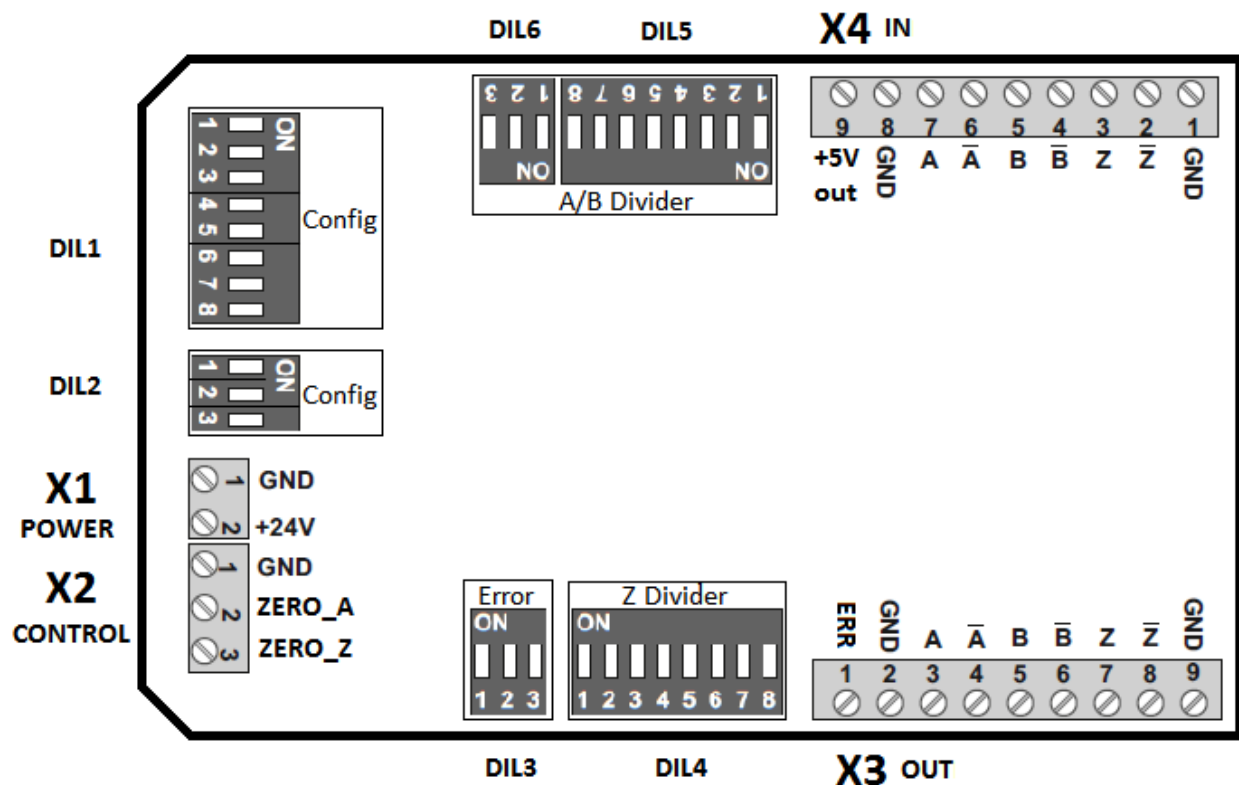 DIL6 DIL5 X4 IN
3 2 1 8 7 6 5 4 3 2 1
ON ON
A/B Divider
9 8 7 6 5 4 3 2 1
+5V out GND A A̅ B B̅ Z Z̅ GND
DIL1
1 2 3 4 5 6 7 8
ON
Config
DIL2
1 2 3
ON
Config
X1
POWER
1 GND
2 +24V
X2
CONTROL
1 GND
2 ZERO_A
3 ZERO_Z
Error Z Divider
ON ON
1 2 3 1 2 3 4 5 6 7 8
DIL3 DIL4
ERR GND A A̅ B B̅ Z Z̅ GND
1 2 3 4 5 6 7 8 9
X3 OUT